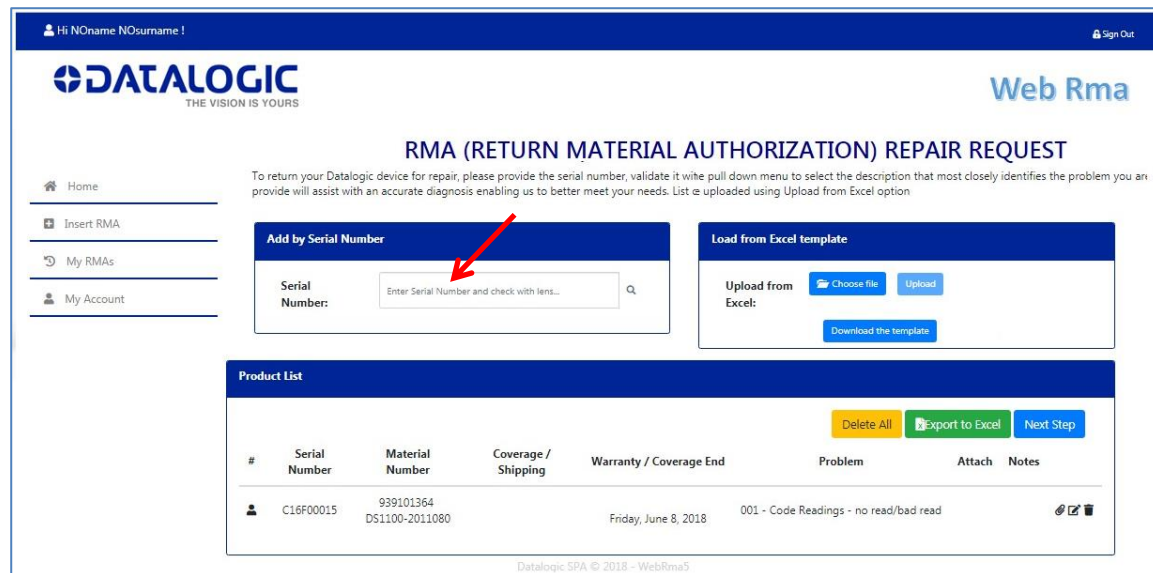 Hi NOname NOsurname !
Sign Out
DATALOGIC
THE VISION IS YOURS
Web Rma
RMA (RETURN MATERIAL AUTHORIZATION) REPAIR REQUEST
To return your Datalogic device for repair, please provide the serial number, validate it withe pull down menu to select the description that most closely identifies the problem you are
provide will assist with an accurate diagnosis enabling us to better meet your needs. List œ uploaded using Upload from Excel option
Home
Insert RMA
My RMAs
My Account
Add by Serial Number
Serial
Number:
Enter Serial Number and check with lens...
Load from Excel template
Upload from
Excel:
Choose file
Upload
Download the template
Product List
Delete All
Export to Excel
Next Step
# Serial Number Material Number Coverage / Shipping Warranty / Coverage End Problem Attach Notes
C16F00015 939101364 DS1100-2011080 Friday, June 8, 2018 001 - Code Readings - no read/bad read
Datalogic SPA © 2018 - WebRma5